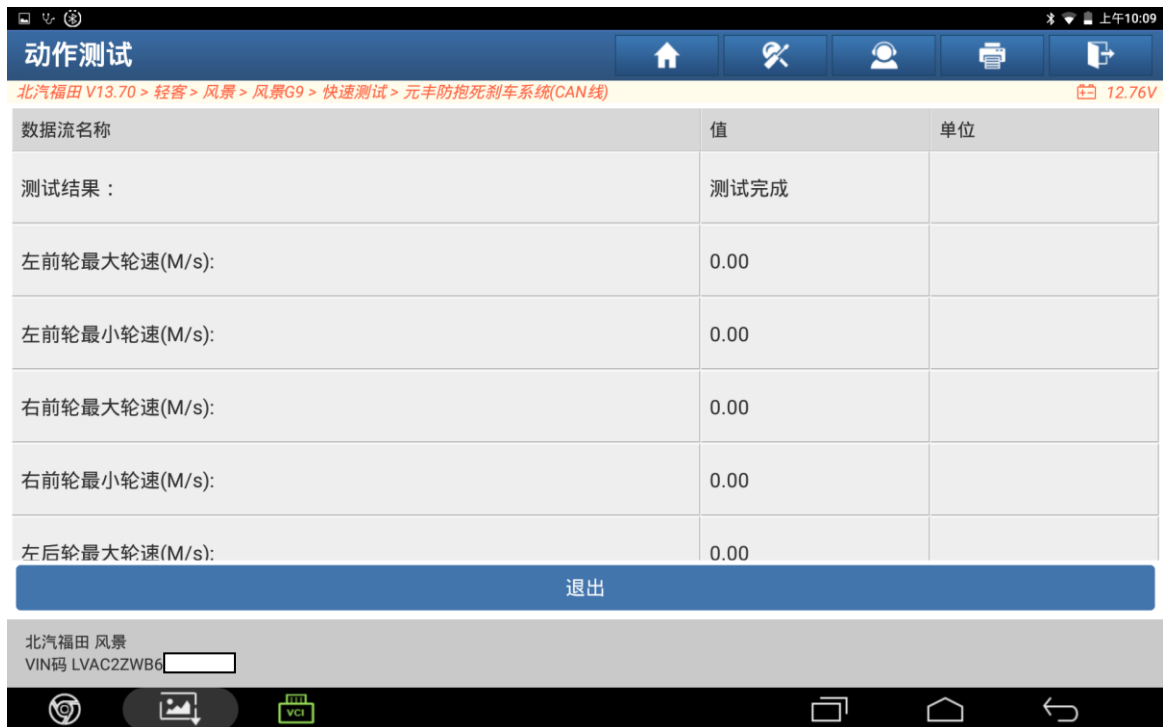 上午10:09
动作测试
北汽福田 V13.70 > 轻客 > 风景 > 风景G9 > 快速测试 > 元丰防抱死刹车系统(CAN线) 12.76V
数据流名称 值 单位
测试结果： 测试完成
左前轮最大轮速(M/s): 0.00
左前轮最小轮速(M/s): 0.00
右前轮最大轮速(M/s): 0.00
右前轮最小轮速(M/s): 0.00
左后轮最大轮速(M/s): 0.00
退出
北汽福田 风景
VIN码 LVAC2ZWB6
VCI